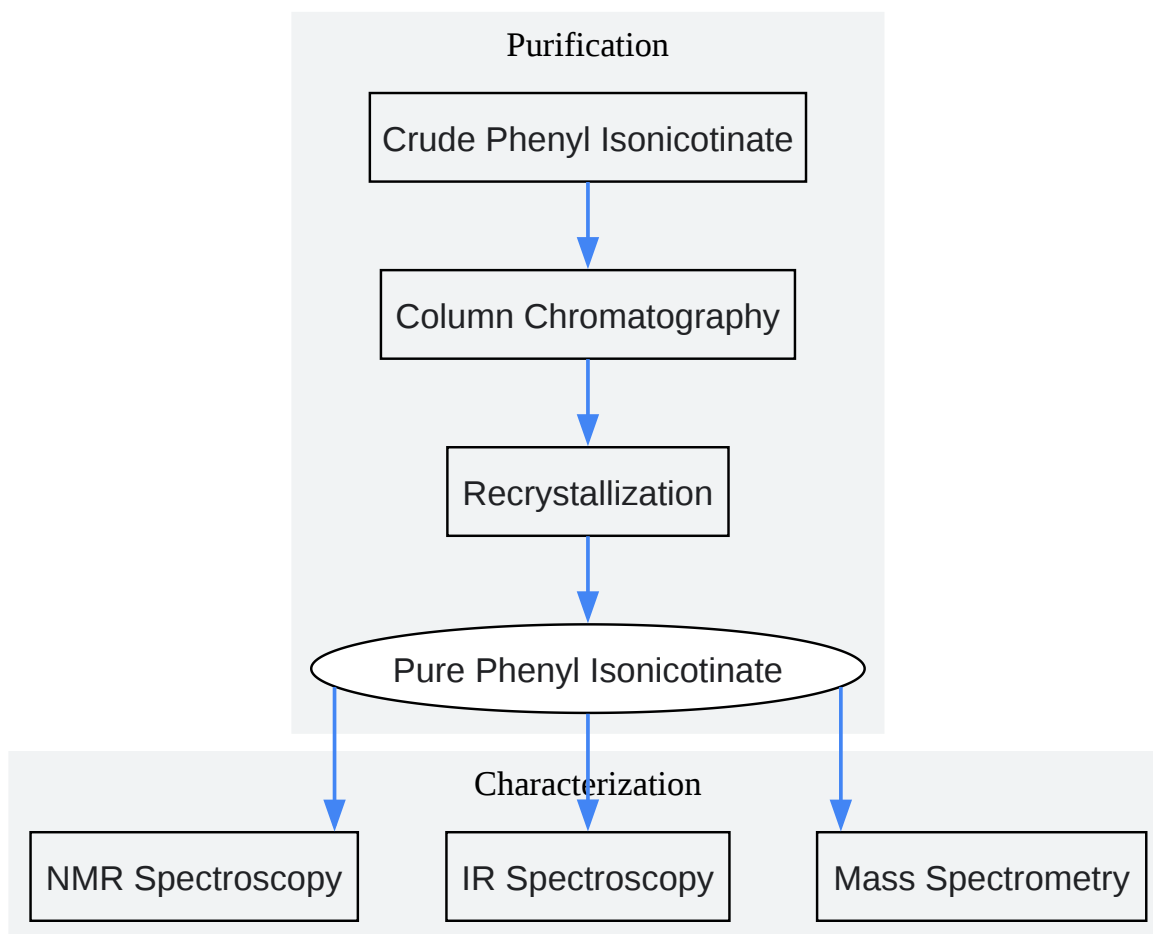 Purification
Crude Phenyl Isonicotinate
Column Chromatography
Recrystallization
Pure Phenyl Isonicotinate
Characterization
NMR Spectroscopy
IR Spectroscopy
Mass Spectrometry